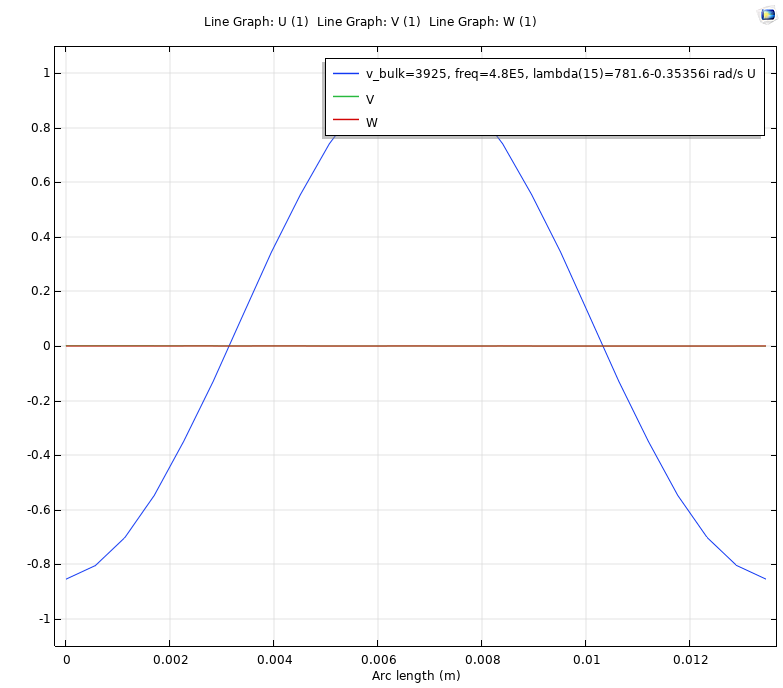 Line Graph: U (1) Line Graph: V (1) Line Graph: W (1)
v_bulk=3925, freq=4.8E5, lambda(15)=781.6-0.35356i rad/s U
V
W
1
0.8
0.6
0.4
0.2
0
-0.2
-0.4
-0.6
-0.8
-1
0 0.002 0.004 0.006 0.008 0.01 0.012
Arc length (m)